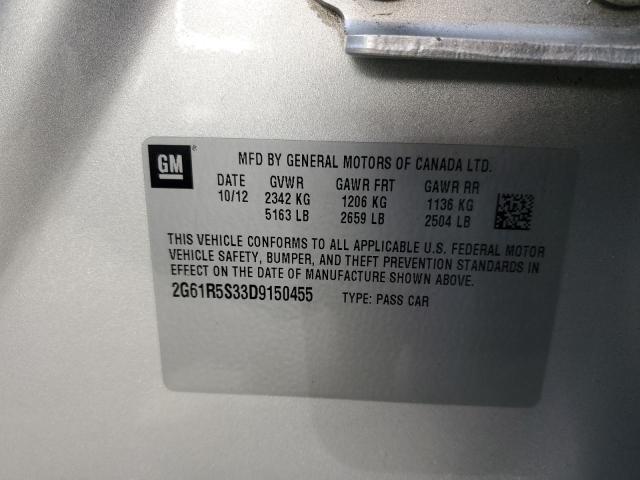 GM ®
MFD BY GENERAL MOTORS OF CANADA LTD.
DATE GVWR GAWR FRT GAWR RR
10/12 2342 KG 1206 KG 1136 KG
5163 LB 2659 LB 2504 LB
THIS VEHICLE CONFORMS TO ALL APPLICABLE U.S. FEDERAL MOTOR
VEHICLE SAFETY, BUMPER, AND THEFT PREVENTION STANDARDS IN
EFFECT ON THE DATE OF MANUFACTURE SHOWN ABOVE.
2G61R5S33D9150455 TYPE: PASS CAR